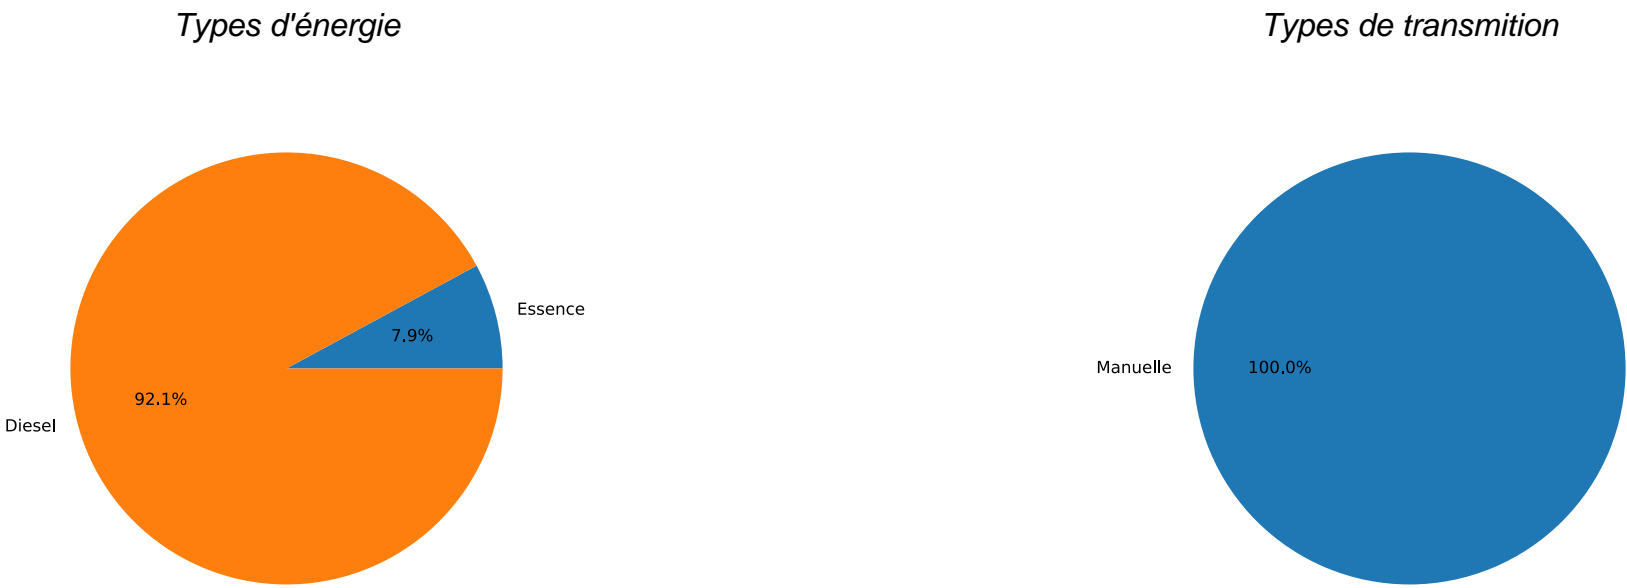 Types d'énergie
Types de transmition
Essence
7.9%
92.1%
Diesel
Manuelle
100.0%